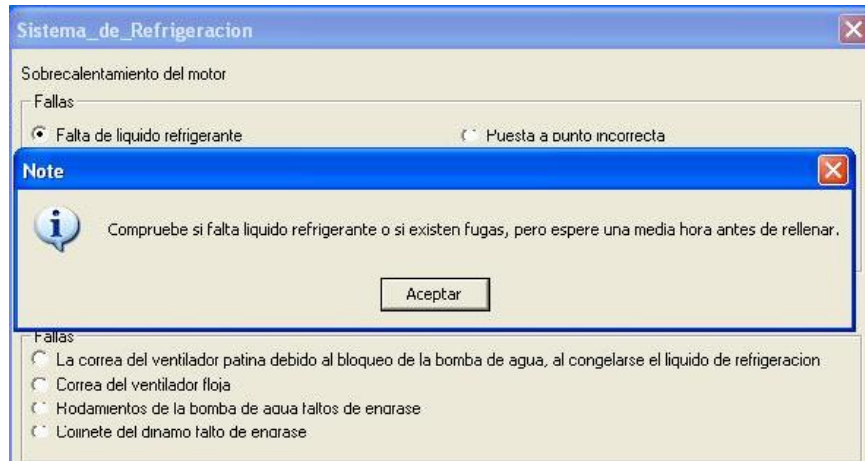 Sistema_de_Refrigeracion
Sobrecalentamiento del motor
Fallas
Falta de liquido refrigerante
Puesta a punto incorrecta
Note
Compruebe si falta liquido refrigerante o si existen fugas, pero espere una media hora antes de rellenar.
Aceptar
Fallas
La correa del ventilador patina debido al bloqueo de la bomba de agua, al congelarse el liquido de refrigeracion
Correa del ventilador floja
Rodamientos de la bomba de agua faltos de engrase
Cojinete del dinamo falto de engrase